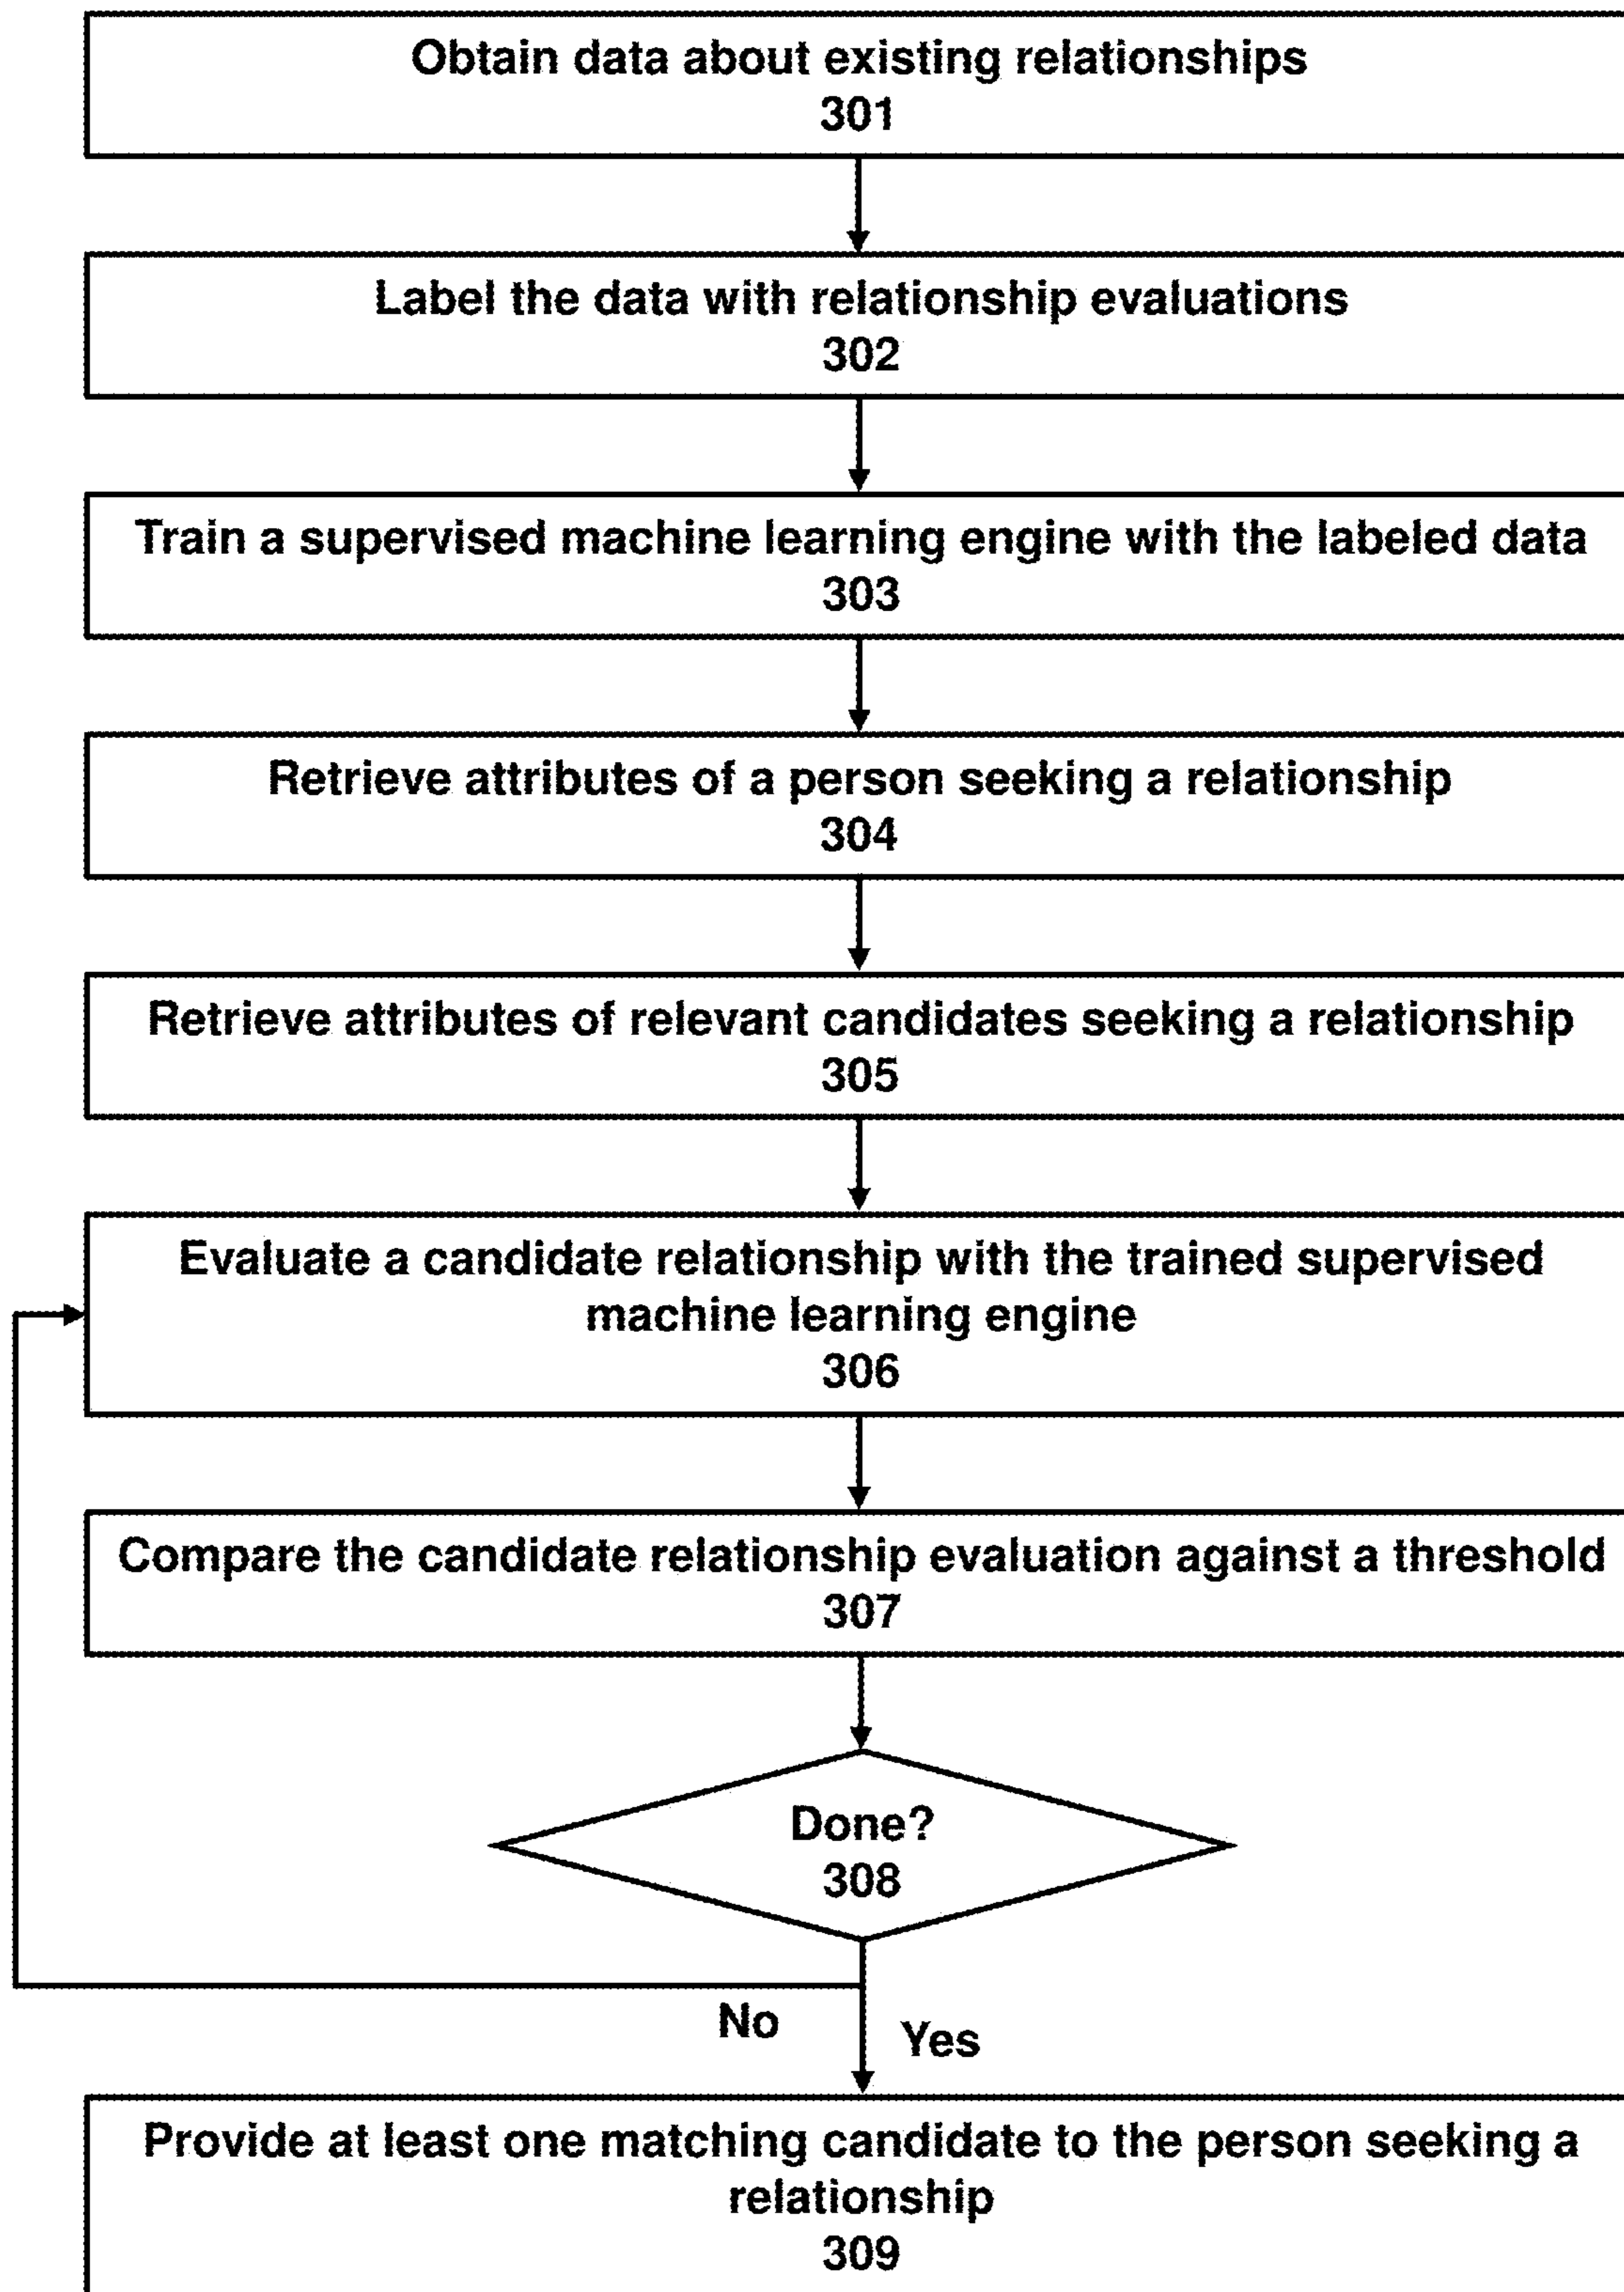 Obtain data about existing relationships
301
Label the data with relationship evaluations
302
Train a supervised machine learning engine with the labeled data
303
Retrieve attributes of a person seeking a relationship
304
Retrieve attributes of relevant candidates seeking a relationship
305
Evaluate a candidate relationship with the trained supervised
machine learning engine
306
Compare the candidate relationship evaluation against a threshold
307
Done?
308
No
Yes
Provide at least one matching candidate to the person seeking a
relationship
309